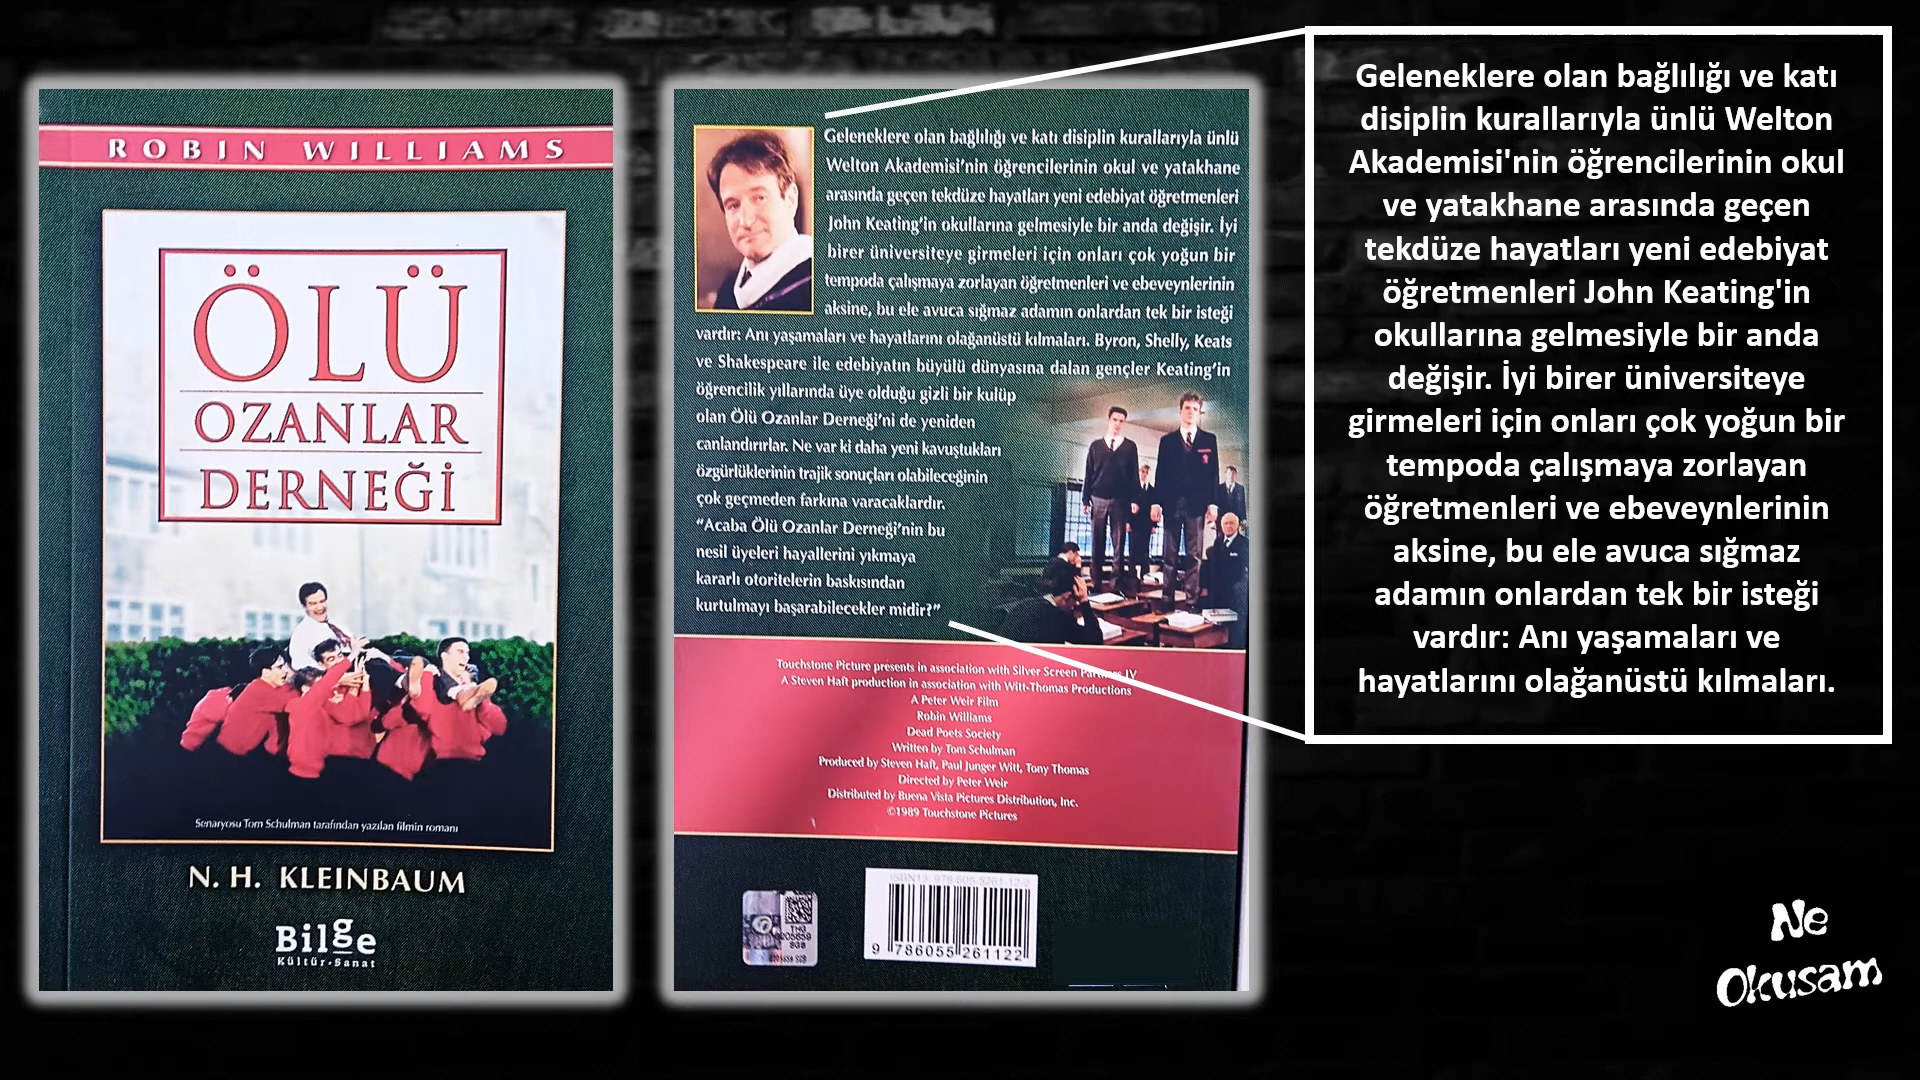 ROBIN WILLIAMS
ÖLÜ
OZANLAR
DERNEĞİ
Senaryosu Tom Schulman tarafından yazılan filmin romanı
N. H. KLEINBAUM
Bilge
Kültür-Sanat
Geleneklere olan bağlılığı ve katı disiplin kurallarıyla ünlü
Welton Akademisi'nin öğrencilerinin okul ve yatakhane
arasında geçen tekdüze hayatları yeni edebiyat öğretmenleri
John Keating'in okullarına gelmesiyle bir anda değişir. İyi
birer üniversiteye girmeleri için onları çok yoğun bir
tempoda çalışmaya zorlayan öğretmenleri ve ebeveynlerinin
aksine, bu ele avuca sığmaz adamın onlardan tek bir isteği
vardır: Anı yaşamaları ve hayatlarını olağanüstü kılmaları. Byron, Shelly, Keats
ve Shakespeare ile edebiyatın büyülü dünyasına dalan gençler Keating'in
öğrencilik yıllarında üye olduğu gizli bir kulüp
olan Ölü Ozanlar Derneği'ni de yeniden
canlandırırlar. Ne var ki daha yeni kavuştukları
özgürlüklerinin trajik sonuçları olabileceğinin
çok geçmeden farkına varacaklardır.
"Acaba Ölü Ozanlar Derneği'nin bu
nesil üyeleri hayallerini yıkmaya
kararlı otoritelerin baskısından
kurtulmayı başarabilecekler midir?"
Touchstone Picture presents in association with Silver Screen Partners IV
A Steven Haft production in association with Witt-Thomas Productions
A Peter Weir Film
Robin Williams
Dead Poets Society
Written by Tom Schulman
Produced by Steven Haft, Paul Junger Witt, Tony Thomas
Directed by Peter Weir
Distributed by Buena Vista Pictures Distribution, Inc.
©1989 Touchstone Pictures
9 786055 261122
Geleneklere olan bağlılığı ve katı
disiplin kurallarıyla ünlü Welton
Akademisi'nin öğrencilerinin okul
ve yatakhane arasında geçen
tekdüze hayatları yeni edebiyat
öğretmenleri John Keating'in
okullarına gelmesiyle bir anda
değişir. İyi birer üniversiteye
girmeleri için onları çok yoğun bir
tempoda çalışmaya zorlayan
öğretmenleri ve ebeveynlerinin
aksine, bu ele avuca sığmaz
adamın onlardan tek bir isteği
vardır: Anı yaşamaları ve
hayatlarını olağanüstü kılmaları.
Ne
Okusam